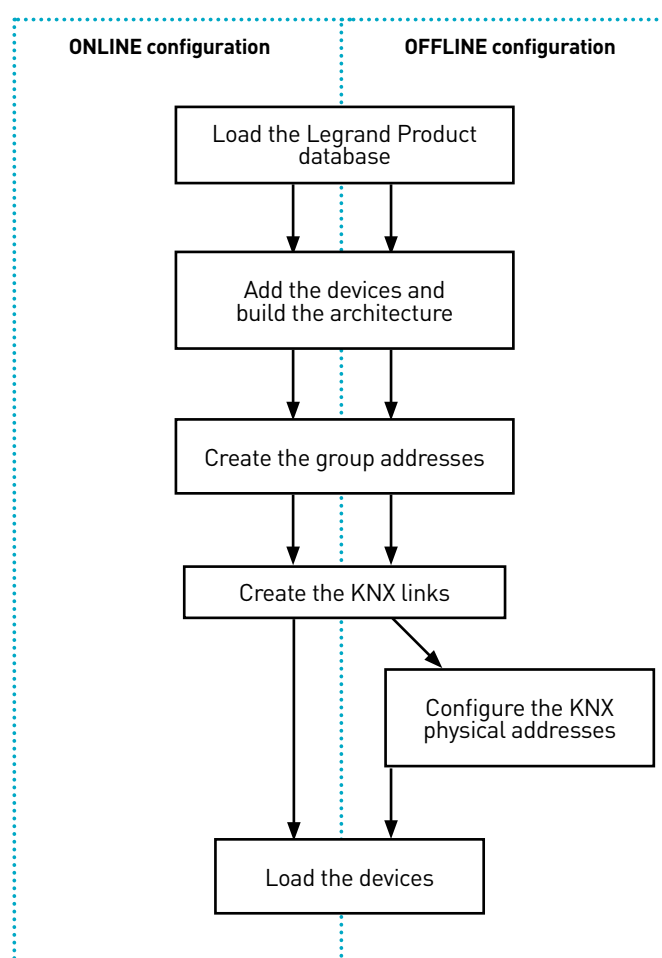 ONLINE configuration
OFFLINE configuration
Load the Legrand Product
database
Add the devices and
build the architecture
Create the group addresses
Create the KNX links
Configure the KNX
physical addresses
Load the devices